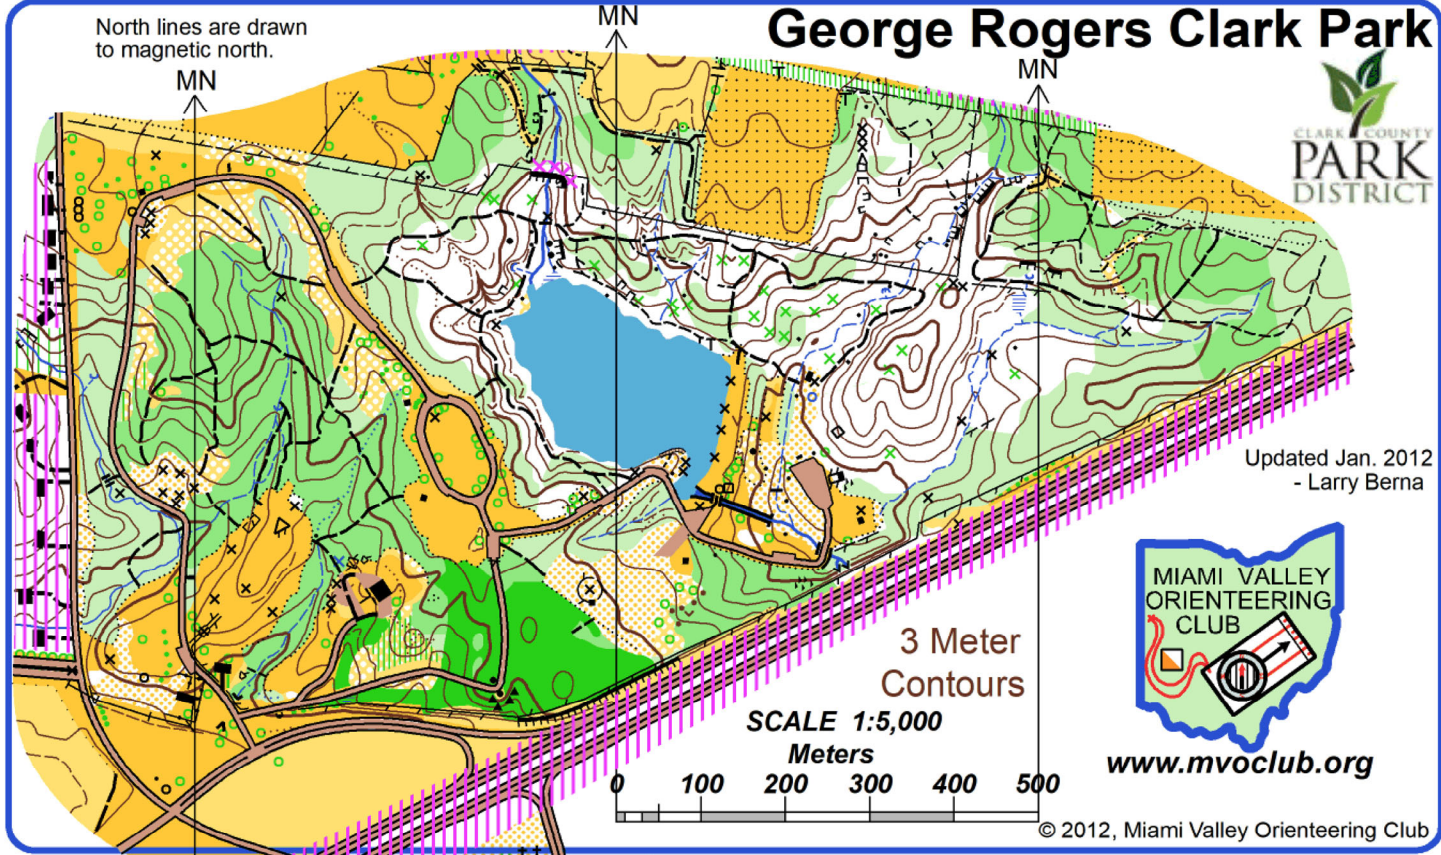 George Rogers Clark Park
North lines are drawn
to magnetic north.
MN
MN
MN
CLARK COUNTY
PARK
DISTRICT
Updated Jan. 2012
- Larry Berna
MIAMI VALLEY
ORIENTEERING
CLUB
3 Meter
Contours
SCALE 1:5,000
Meters
0 100 200 300 400 500
www.mvoclub.org
© 2012, Miami Valley Orienteering Club